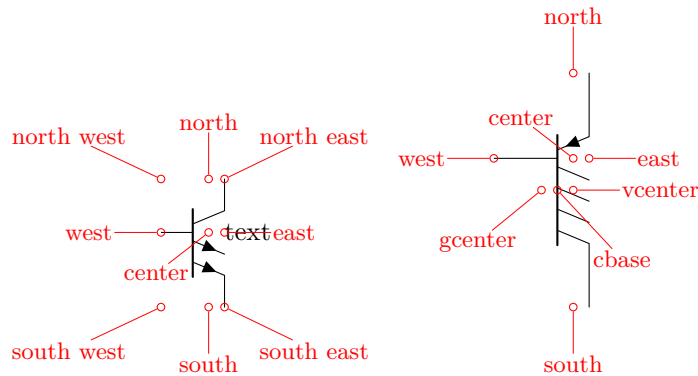 north west
north
north east
west
text
east
center
south west
south
south east
north
center
west
east
vcenter
gcenter
cbase
south